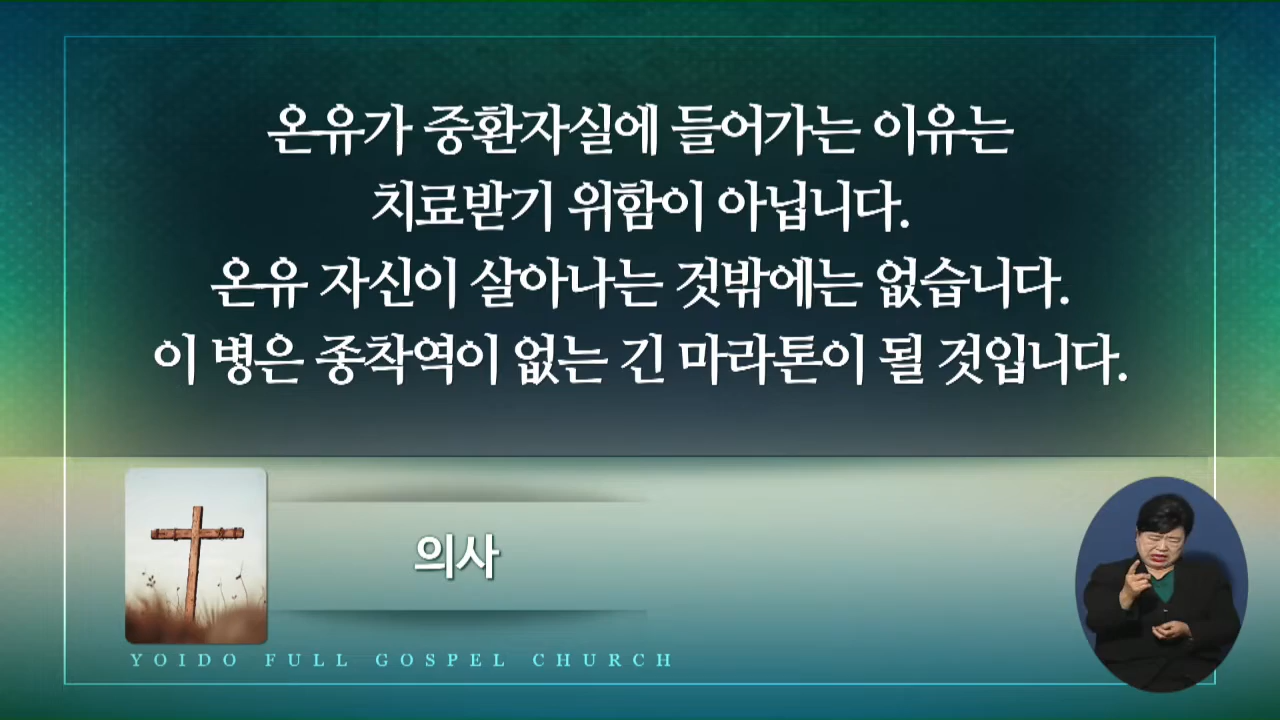 온유가 중환자실에 들어가는 이유는
치료받기 위함이 아닙니다.
온유 자신이 살아나는 것밖에는 없습니다.
이 병은 종착역이 없는 긴 마라톤이 될 것입니다.
의사
YOIDO FULL GOSPEL CHURCH